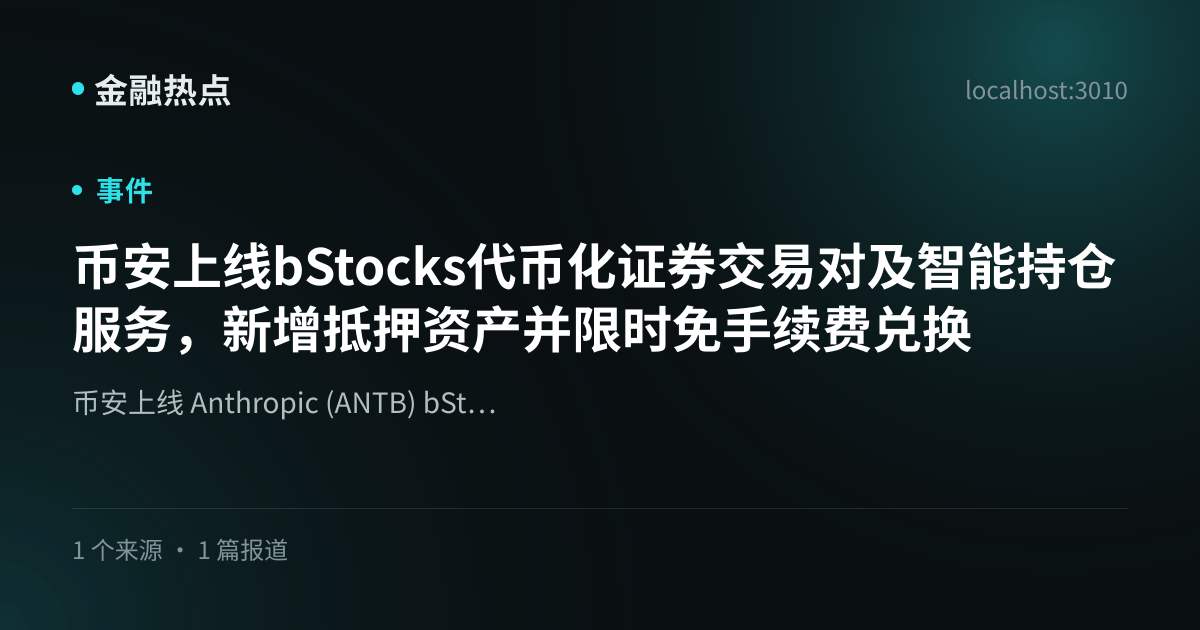 金融热点
localhost:3010
事件
币安上线bStocks代币化证券交易对及智能持仓
服务，新增抵押资产并限时免手续费兑换
币安上线 Anthropic (ANTB) bSt…
1 个来源 · 1 篇报道